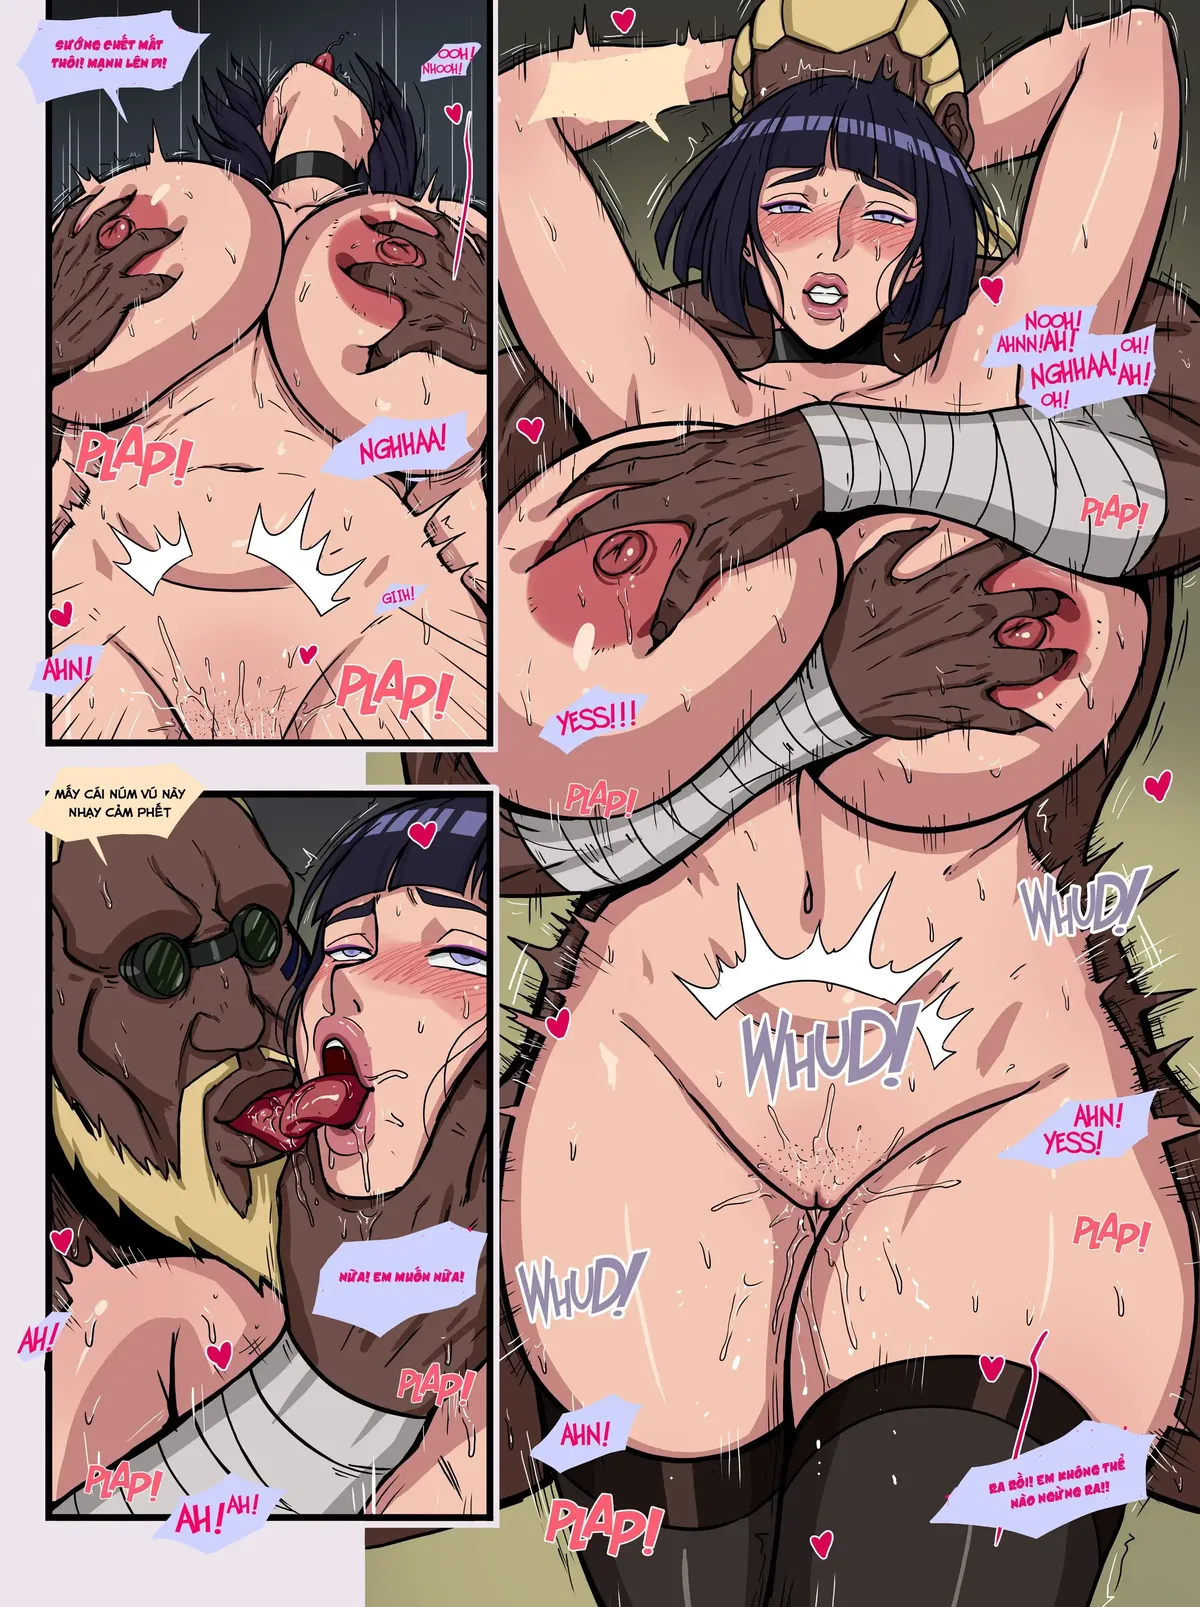 SƯỚNG CHẾT MẤT
THÔI! MẠNH LÊN ĐI!
OOH!
NHOOH!
NGHHAA!
PLAP!
GIIH!
AHN!
PLAP!
NOOH!
AHNN!AH!
OH!
NGHHAA!
AH!
OH!
PLAP!
YESS!!!
PLAP!
WHUD!
WHUD!
AHN!
YESS!
PLAP!
WHUD!
AHN!
PLAP!
RA RỒI! EM KHÔNG THỂ
NÀO NGỪNG RA!!
MẤY CÁI NÚM VÚ NÀY
NHẠY CẢM PHẾT
NỮA! EM MUỐN NỮA!
AH!
PLAP!
PLAP!
AH!
AH!